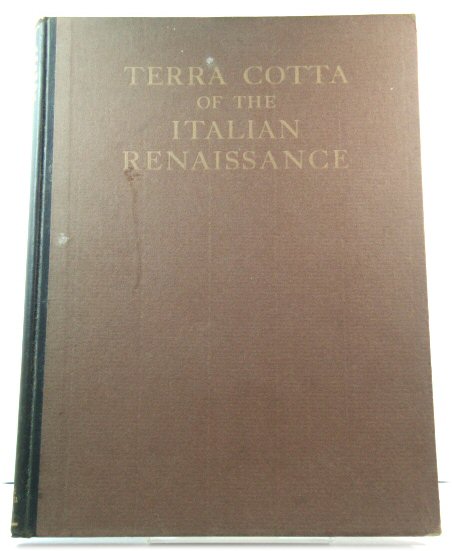 TERRA COTTA
OF THE
ITALIAN
RENAISSANCE